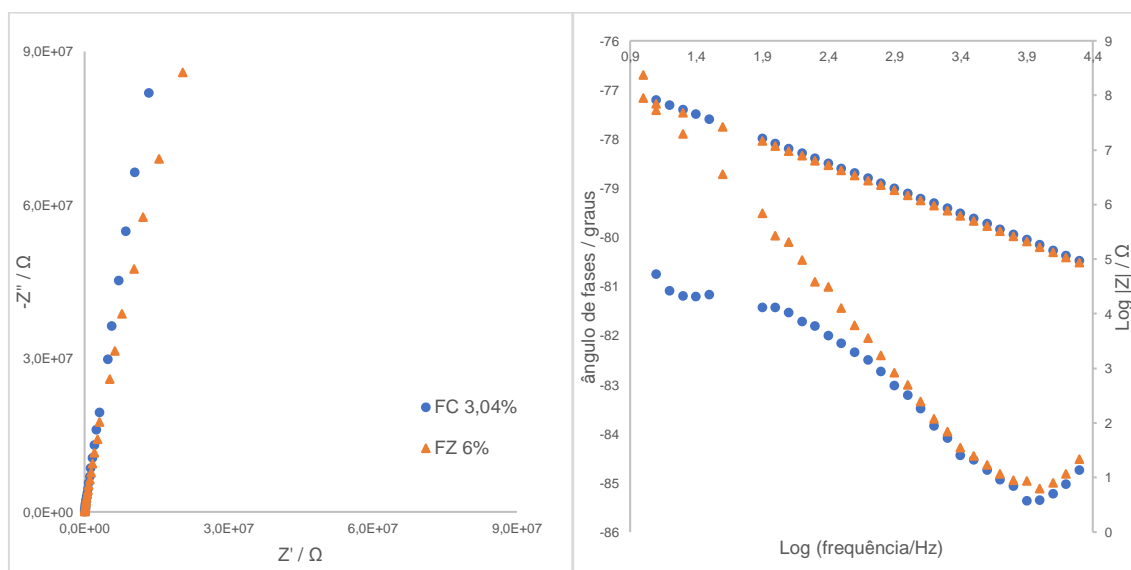 9,0E+07
6,0E+07
3,0E+07
0,0E+00
0,0E+00
3,0E+07
6,0E+07
9,0E+07
-Z" / Ω
Z' / Ω
FC 3,04%
FZ 6%
-76
-77
-78
-79
-80
-81
-82
-83
-84
-85
-86
0,9
1,4
1,9
2,4
2,9
3,4
3,9
4,4
9
8
7
6
5
4
3
2
1
0
ângulo de fases / graus
Log |Z| / Ω
Log (frequência/Hz)